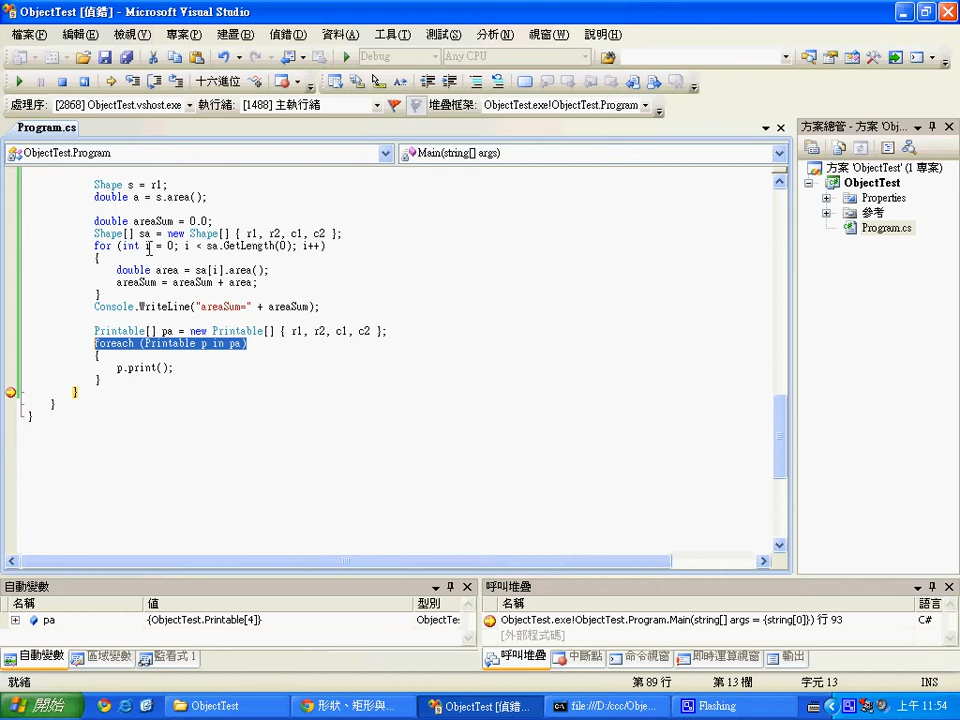 ObjectTest [偵錯] - Microsoft Visual Studio
檔案(F) 編輯(E) 檢視(V) 專案(P) 建置(B) 偵錯(D) 資料(A) 工具(T) 測試(S) 分析(N) 視窗(W) 說明(H)
Debug Any CPU
十六進位
處理序: [2868] ObjectTest.vshost.exe 執行緒: [1488] 主執行緒 堆疊框架: ObjectTest.exe!ObjectTest.Program
Program.cs
ObjectTest.Program Main(string[] args)
Shape s = r1;
double a = s.area();
double areaSum = 0.0;
Shape[] sa = new Shape[] { r1, r2, c1, c2 };
for (int i = 0; i < sa.GetLength(0); i++)
{
double area = sa[i].area();
areaSum = areaSum + area;
}
Console.WriteLine("areaSum=" + areaSum);
Printable[] pa = new Printable[] { r1, r2, c1, c2 };
foreach (Printable p in pa)
{
p.print();
}
}
}
}
方案總管 - 方案 'Obj...
方案 'ObjectTest' (1 專案)
ObjectTest
Properties
參考
Program.cs
自動變數
名稱 值 型別
pa {ObjectTest.Printable[4]} ObjectTe
自動變數 區域變數 監看式 1
呼叫堆疊
名稱 語言
ObjectTest.exe!ObjectTest.Program.Main(string[] args = {string[0]}) 行 93 C#
[外部程式碼]
呼叫堆疊 中斷點 命令視窗 即時運算視窗 輸出
就緒 第 89 行 第 13 欄 字元 13 INS
開始 ObjectTest 形狀、矩形與... ObjectTest [偵錯... file:///D:/ccc/Obje... Flashing 上午 11:54